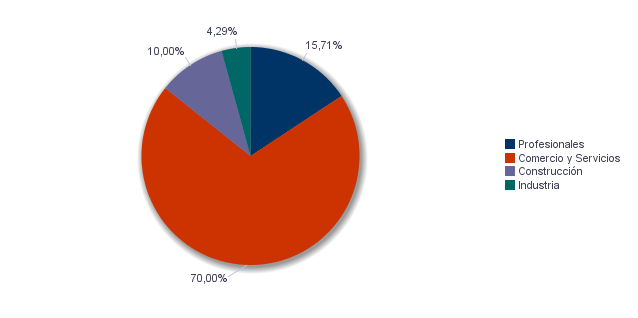 4,29%
15,71%
10,00%
70,00%
Profesionales
Comercio y Servicios
Construcción
Industria